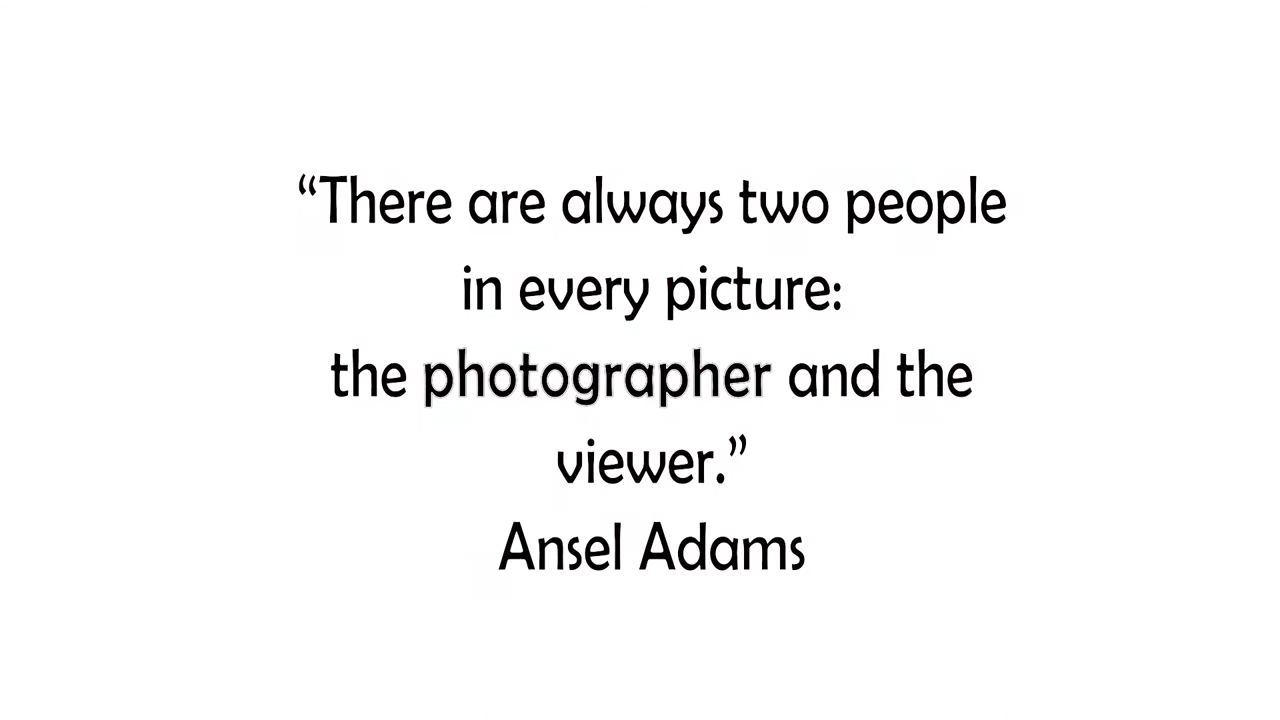 “There are always two people
in every picture:
the photographer and the
viewer.”
Ansel Adams